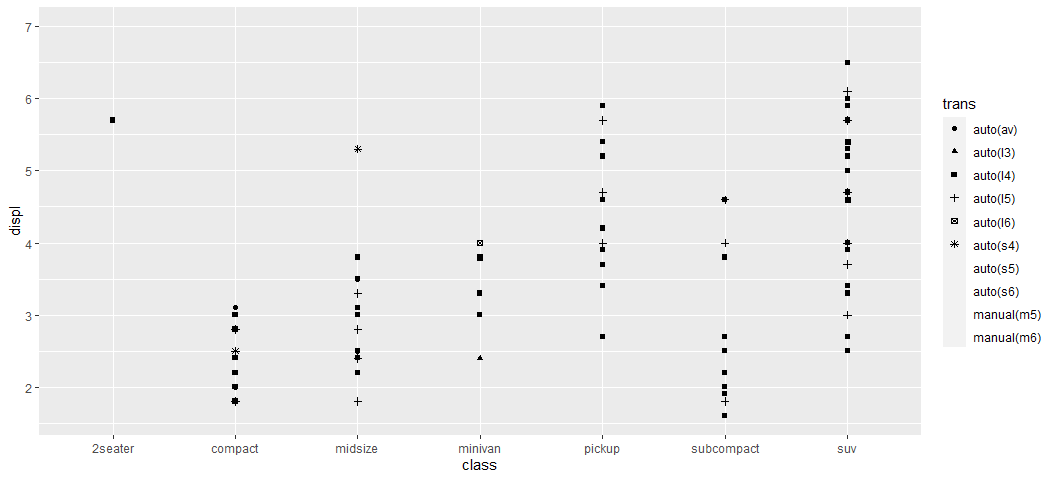 7
6
5
4
3
2
displ
2seater
compact
midsize
minivan
pickup
subcompact
suv
class
trans
auto(av)
auto(l3)
auto(l4)
auto(l5)
auto(l6)
auto(s4)
auto(s5)
auto(s6)
manual(m5)
manual(m6)